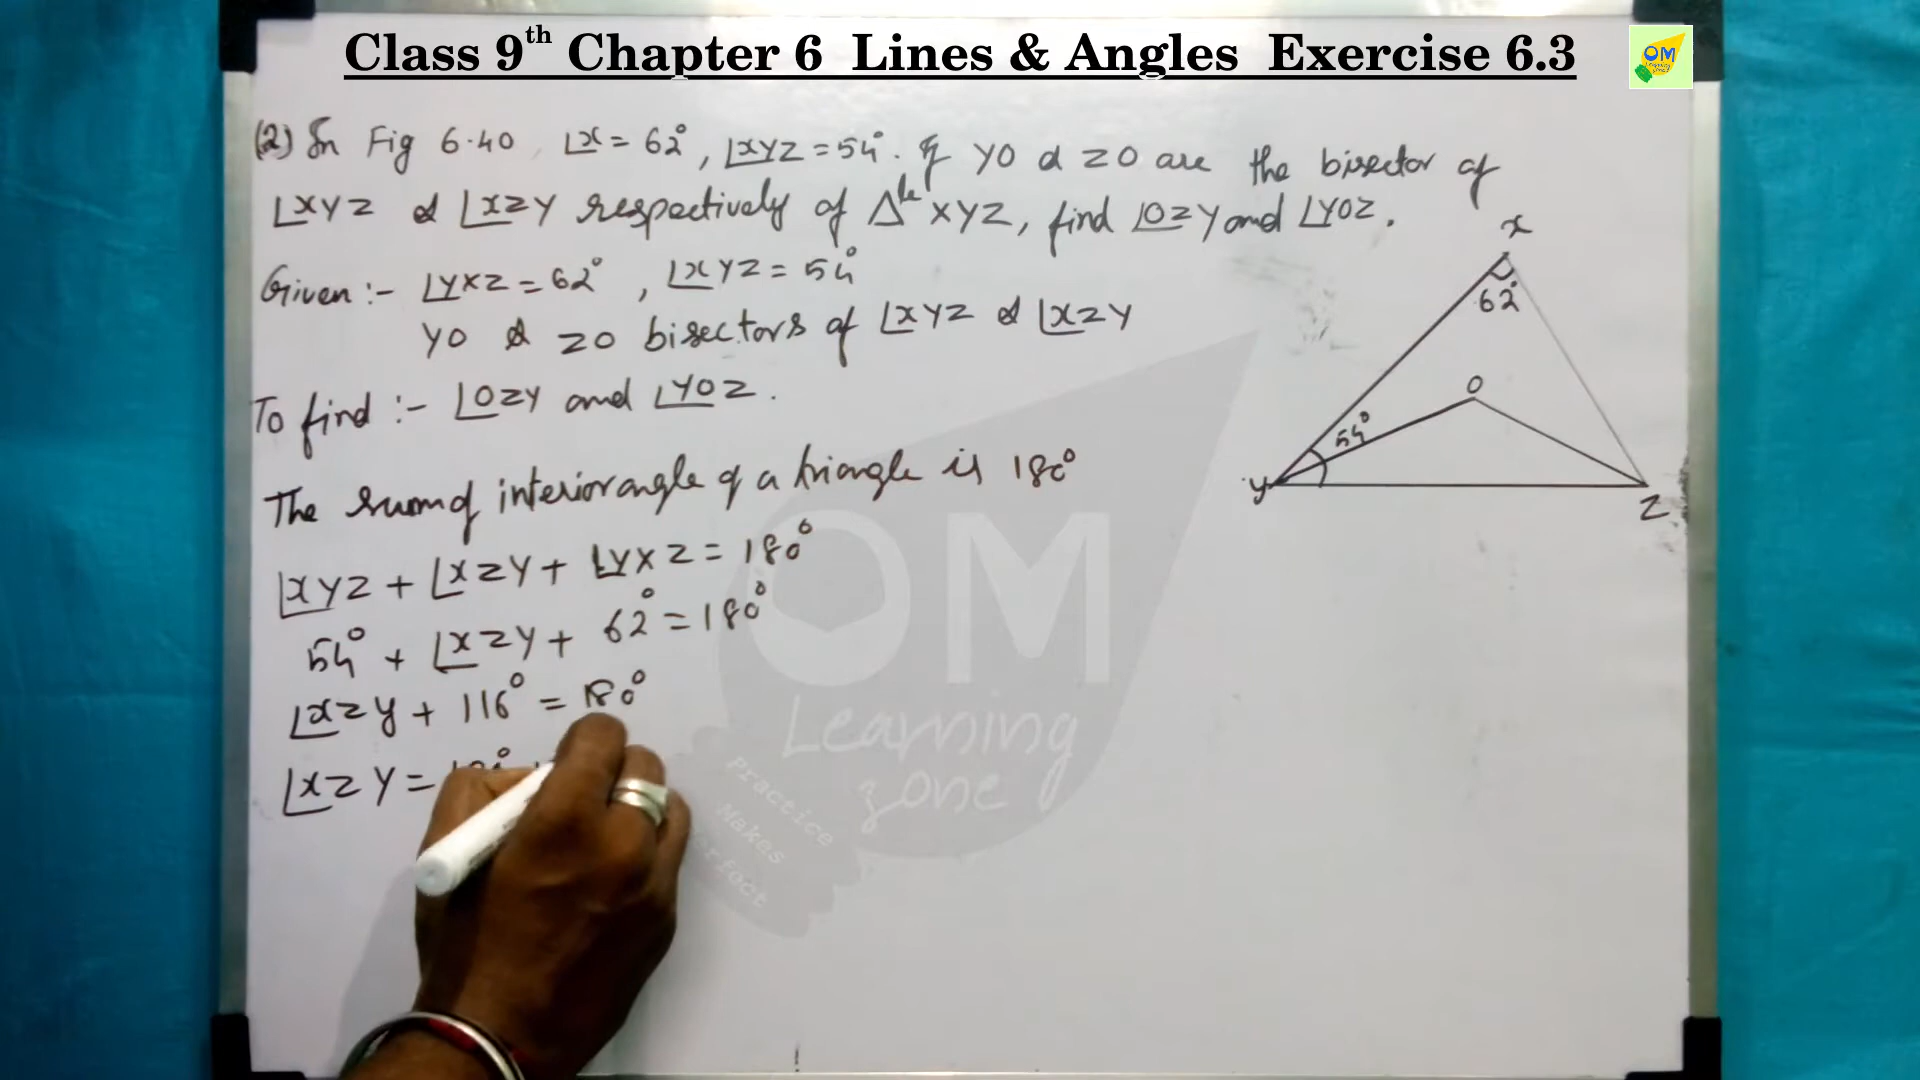 Class 9th Chapter 6 Lines & Angles Exercise 6.3
OM
Learning
Zone
(2) In Fig 6.40, ∠x = 62°, ∠XYZ = 54°. If YO & ZO are the bisector of
∠XYZ & ∠XZY respectively of Δle XYZ, find ∠OZY and ∠YOZ.
Given :- ∠YXZ = 62°, ∠XYZ = 54°
YO & ZO bisectors of ∠XYZ & ∠XZY
To find :- ∠OZY and ∠YOZ.
The sum of interior angle of a triangle is 180°
∠XYZ + ∠XZY + ∠YXZ = 180°
54° + ∠XZY + 62° = 180°
∠XZY + 116° = 180°
∠XZY =
X
62°
O
54°
Y
Z
OM
Learning
Zone
Practice
Makes